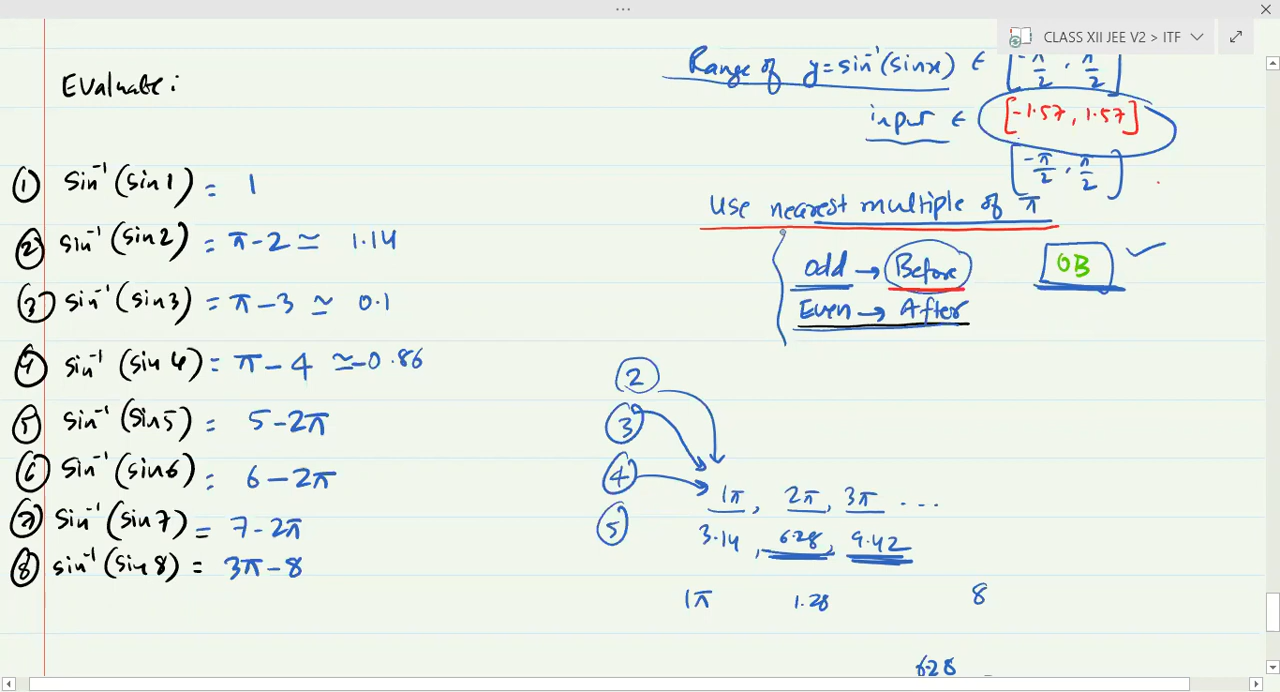 CLASS XII JEE V2 > ITF
Range of y = sin⁻¹(sinx) ∈ [-π/2, π/2]
Evaluate:
input ∈ [-1.57, 1.57]
[-π/2, π/2]
① sin⁻¹(sin1) = 1
Use nearest multiple of π
② sin⁻¹(sin2) = π-2 ≃ 1.14
Odd → Before OB ✓
③ sin⁻¹(sin3) = π-3 ≃ 0.1
Even → After
④ sin⁻¹(sin4) = π-4 ≃ -0.86
②
③
④
⑤
⑤ sin⁻¹(sin5) = 5-2π
⑥ sin⁻¹(sin6) = 6-2π
⑦ sin⁻¹(sin7) = 7-2π
⑧ sin⁻¹(sin8) = 3π-8
1π, 2π, 3π ...
3.14, 6.28, 9.42
1π 1.28 8
6.28